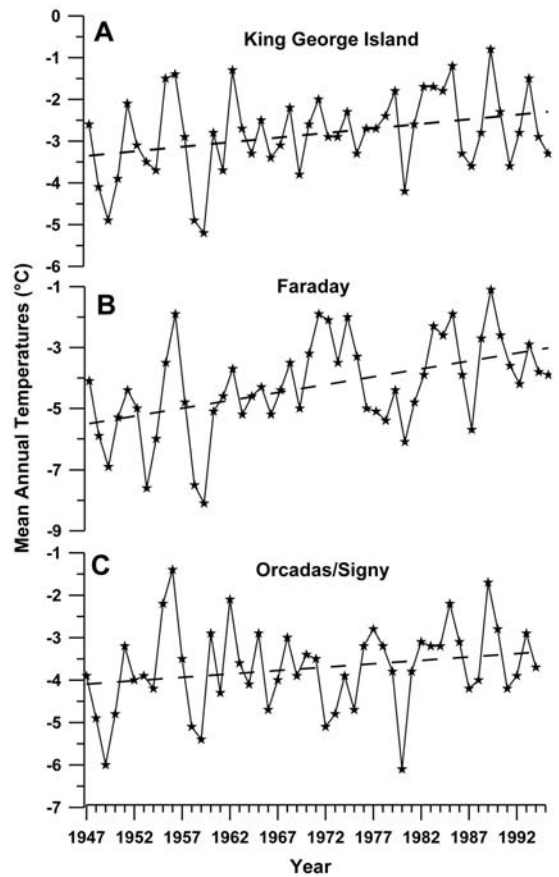 A
King George Island
0
-1
-2
-3
-4
-5
-6
B
Faraday
-1
-3
-5
-7
-9
Mean Annual Temperatures (°C)
C
Orcadas/Signy
-1
-2
-3
-4
-5
-6
-7
1947 1952 1957 1962 1967 1972 1977 1982 1987 1992
Year